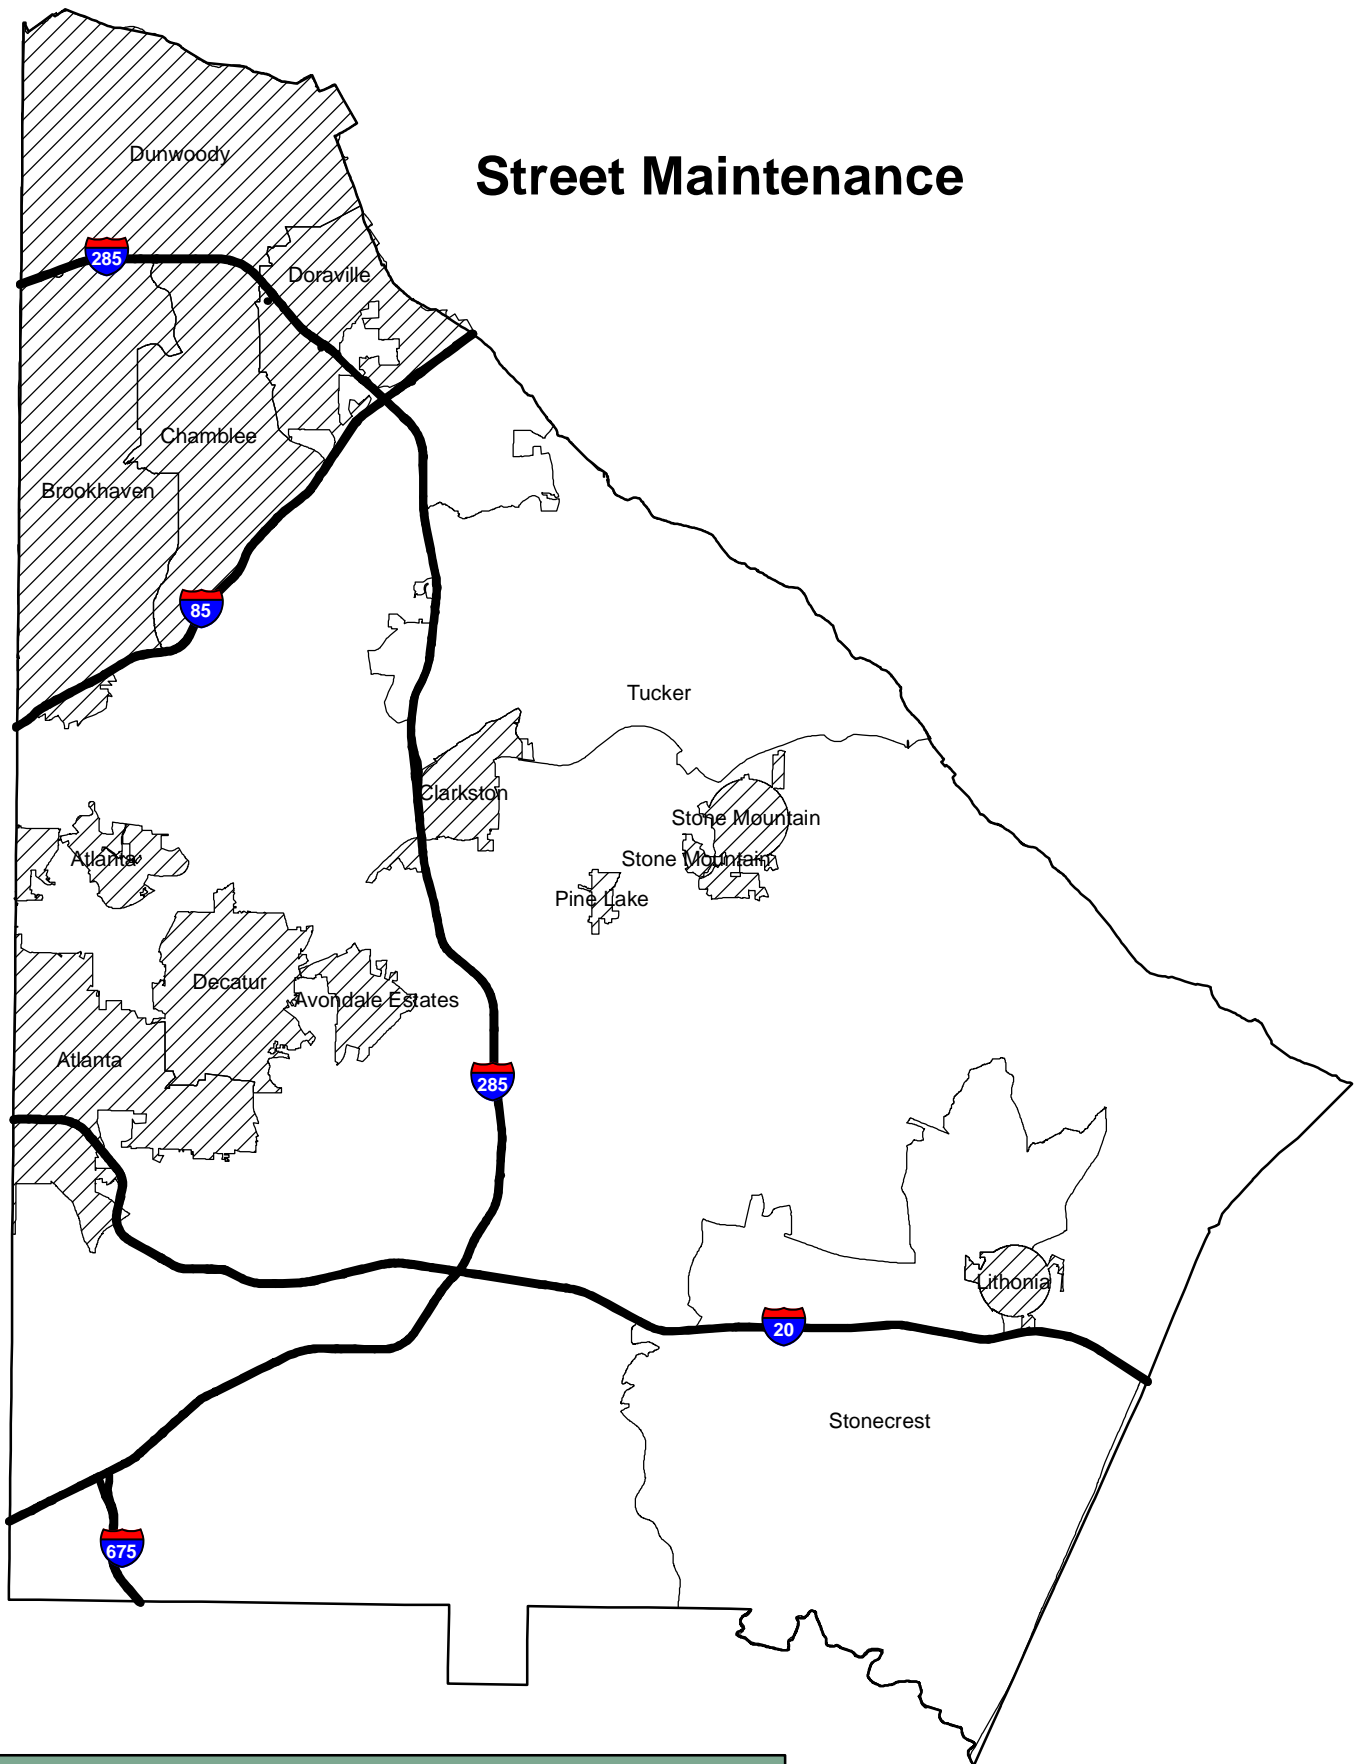 Dunwoody
Street Maintenance
285
Doraville
Chamblee
Brookhaven
85
Tucker
Clarkston
Stone Mountain
Atlanta
Stone Mountain
Pine Lake
Decatur
Avondale Estates
Atlanta
285
Lithonia
20
Stonecrest
675